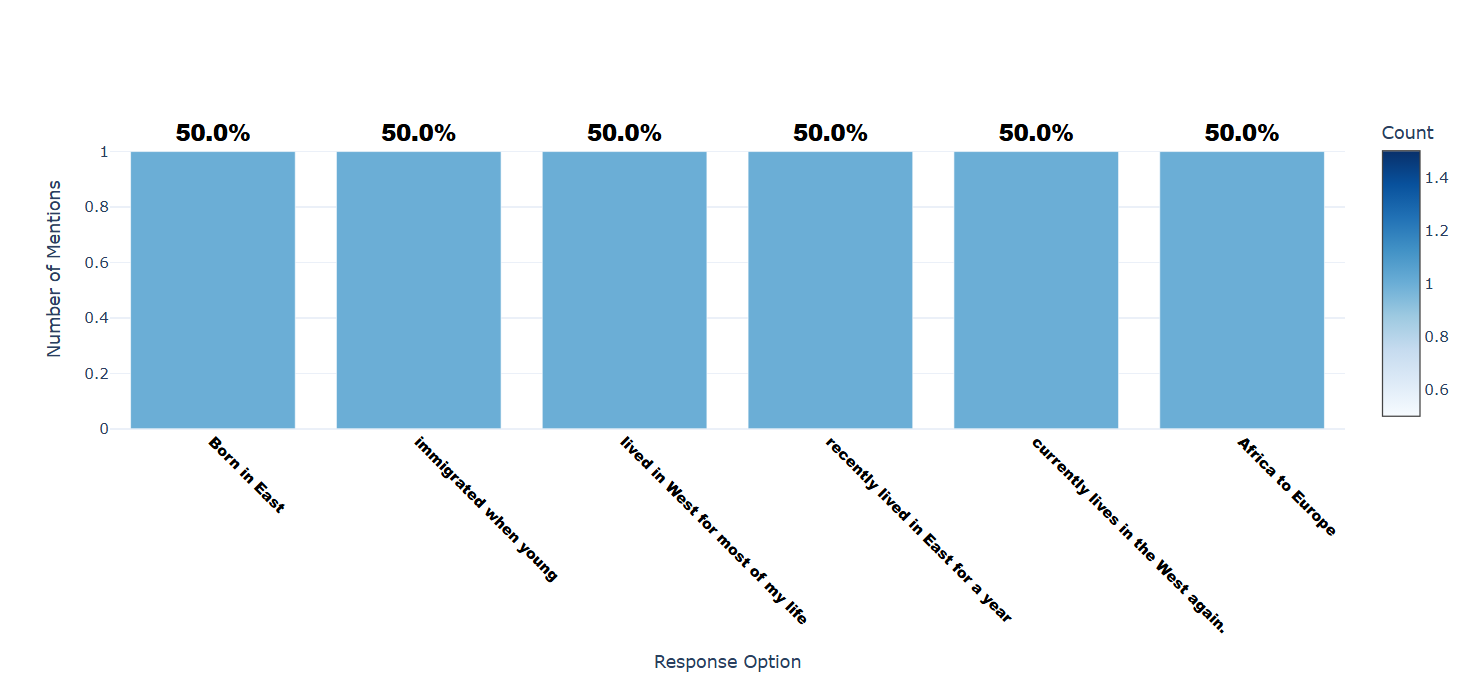 50.0% 50.0% 50.0% 50.0% 50.0% 50.0%
Count
1
0.8
0.6
0.4
0.2
0
Number of Mentions
1.4
1.2
1
0.8
0.6
Born in East
immigrated when young
lived in West for most of my life
recently lived in East for a year
currently lives in the West again.
Africa to Europe
Response Option